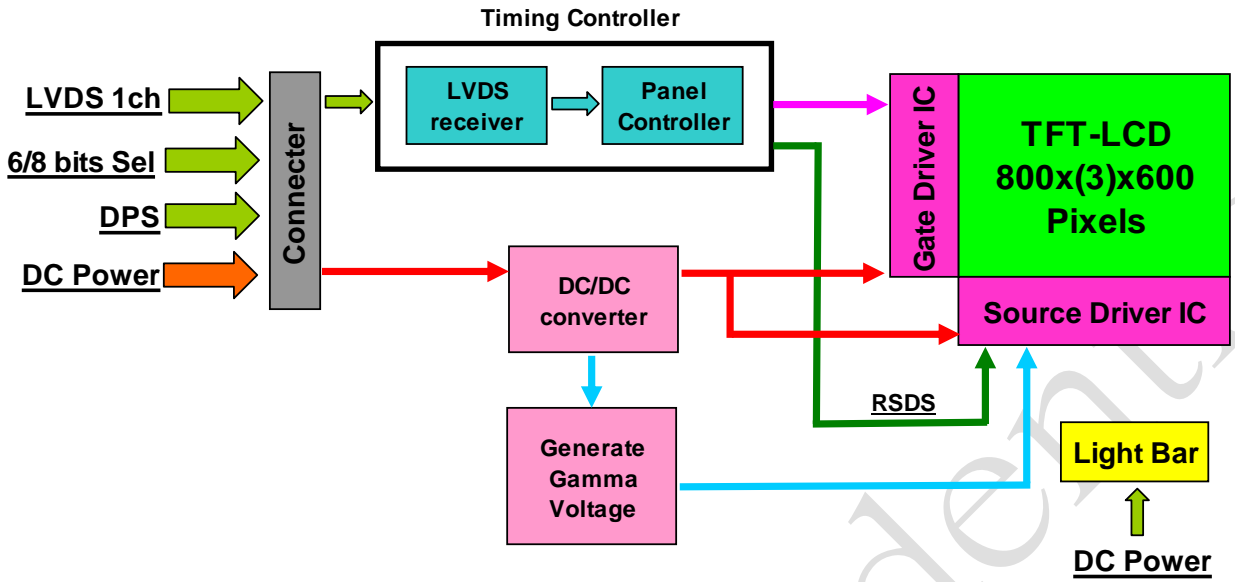 Timing Controller
LVDS 1ch
6/8 bits Sel
DPS
DC Power
Connecter
LVDS
receiver
Panel
Controller
Gate Driver IC
TFT-LCD
800x(3)x600
Pixels
Source Driver IC
DC/DC
converter
RSDS
Generate
Gamma
Voltage
Light Bar
DC Power